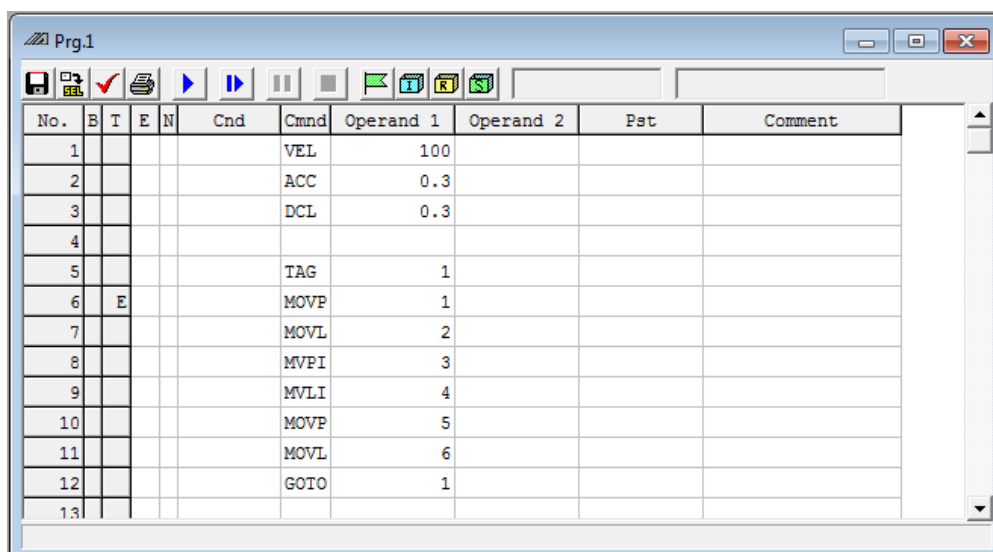 Prg.1
SEL I R S
No. B T E N Cnd Cmnd Operand 1 Operand 2 Pst Comment
1 VEL 100
2 ACC 0.3
3 DCL 0.3
4
5 TAG 1
6 E MOVP 1
7 MOVL 2
8 MVPI 3
9 MVLI 4
10 MOVP 5
11 MOVL 6
12 GOTO 1
13